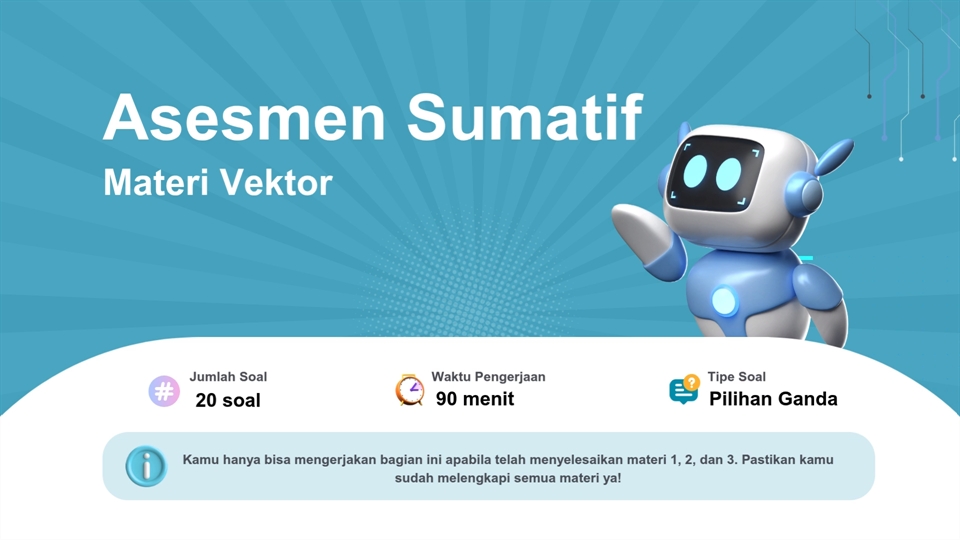 Asesmen Sumatif
Materi Vektor
Jumlah Soal
20 soal
Waktu Pengerjaan
90 menit
Tipe Soal
Pilihan Ganda
Kamu hanya bisa mengerjakan bagian ini apabila telah menyelesaikan materi 1, 2, dan 3. Pastikan kamu
sudah melengkapi semua materi ya!